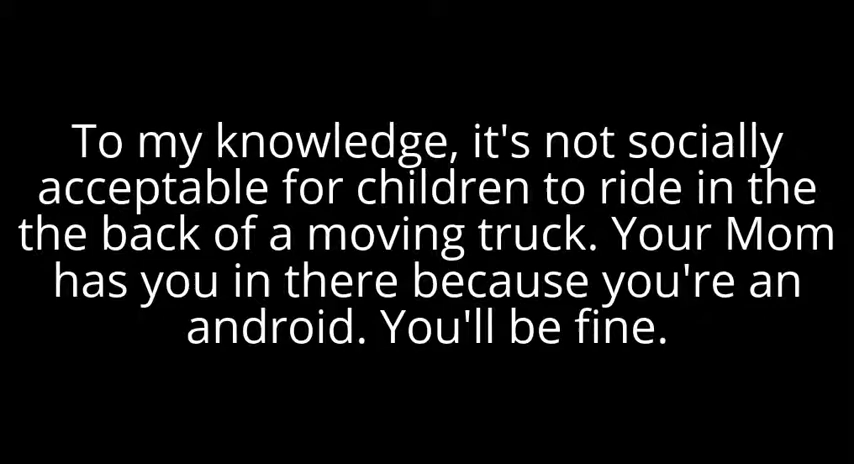 To my knowledge, it's not socially
acceptable for children to ride in the
the back of a moving truck. Your Mom
has you in there because you're an
android. You'll be fine.